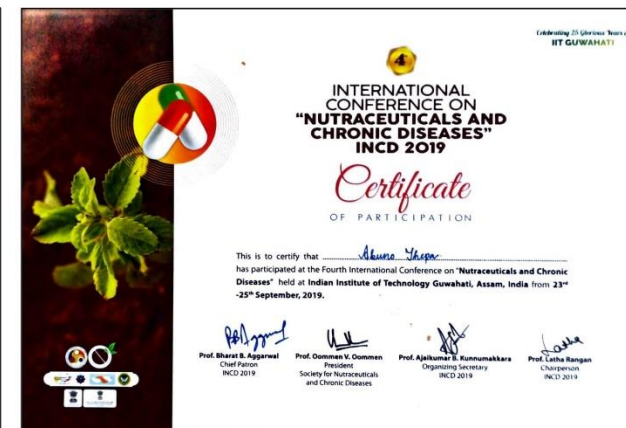 Celebrating 25 Glorious Years of
IIT GUWAHATI
4
INTERNATIONAL
CONFERENCE ON
"NUTRACEUTICALS AND
CHRONIC DISEASES"
INCD 2019
Certificate
OF PARTICIPATION
This is to certify that
has participated at the Fourth International Conference on "Nutraceuticals and Chronic
Diseases" held at Indian Institute of Technology Guwahati, Assam, India from 23rd
-25th September, 2019.
Prof. Bharat B. Aggarwal
Chief Patron
INCD 2019
Prof. Oommen V. Oommen
President
Society for Nutraceuticals
and Chronic Diseases
Prof. Ajaikumar B. Kunnumakkara
Organizing Secretary
INCD 2019
Latha
Prof. Latha Rangan
Chairperson
INCD 2019